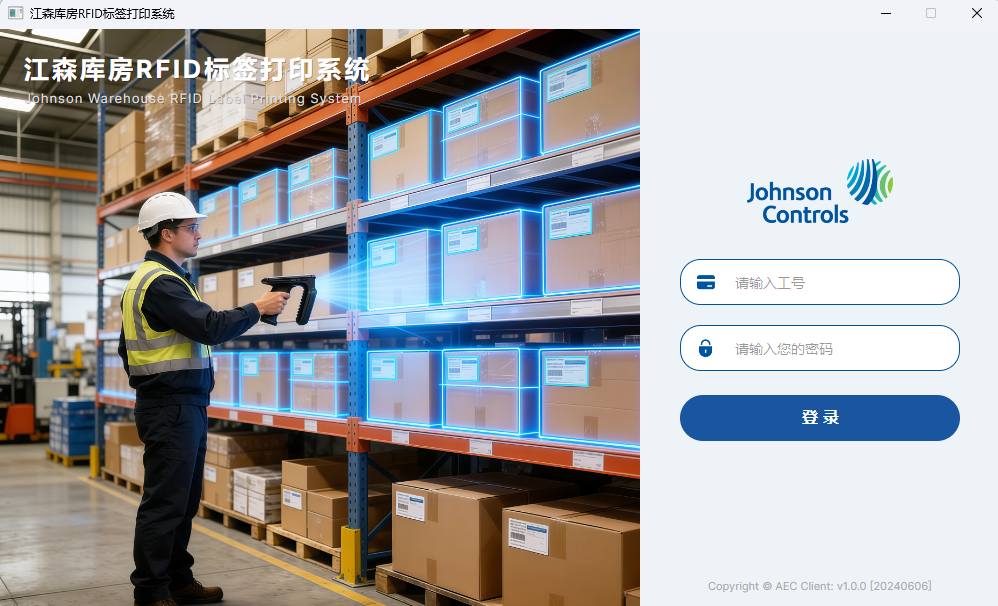 江森库房RFID标签打印系统
江森库房RFID标签打印系统
Johnson Warehouse RFID Label Printing System
Johnson
Controls
请输入工号
请输入您的密码
登录
Copyright © AEC Client: v1.0.0 [20240606]